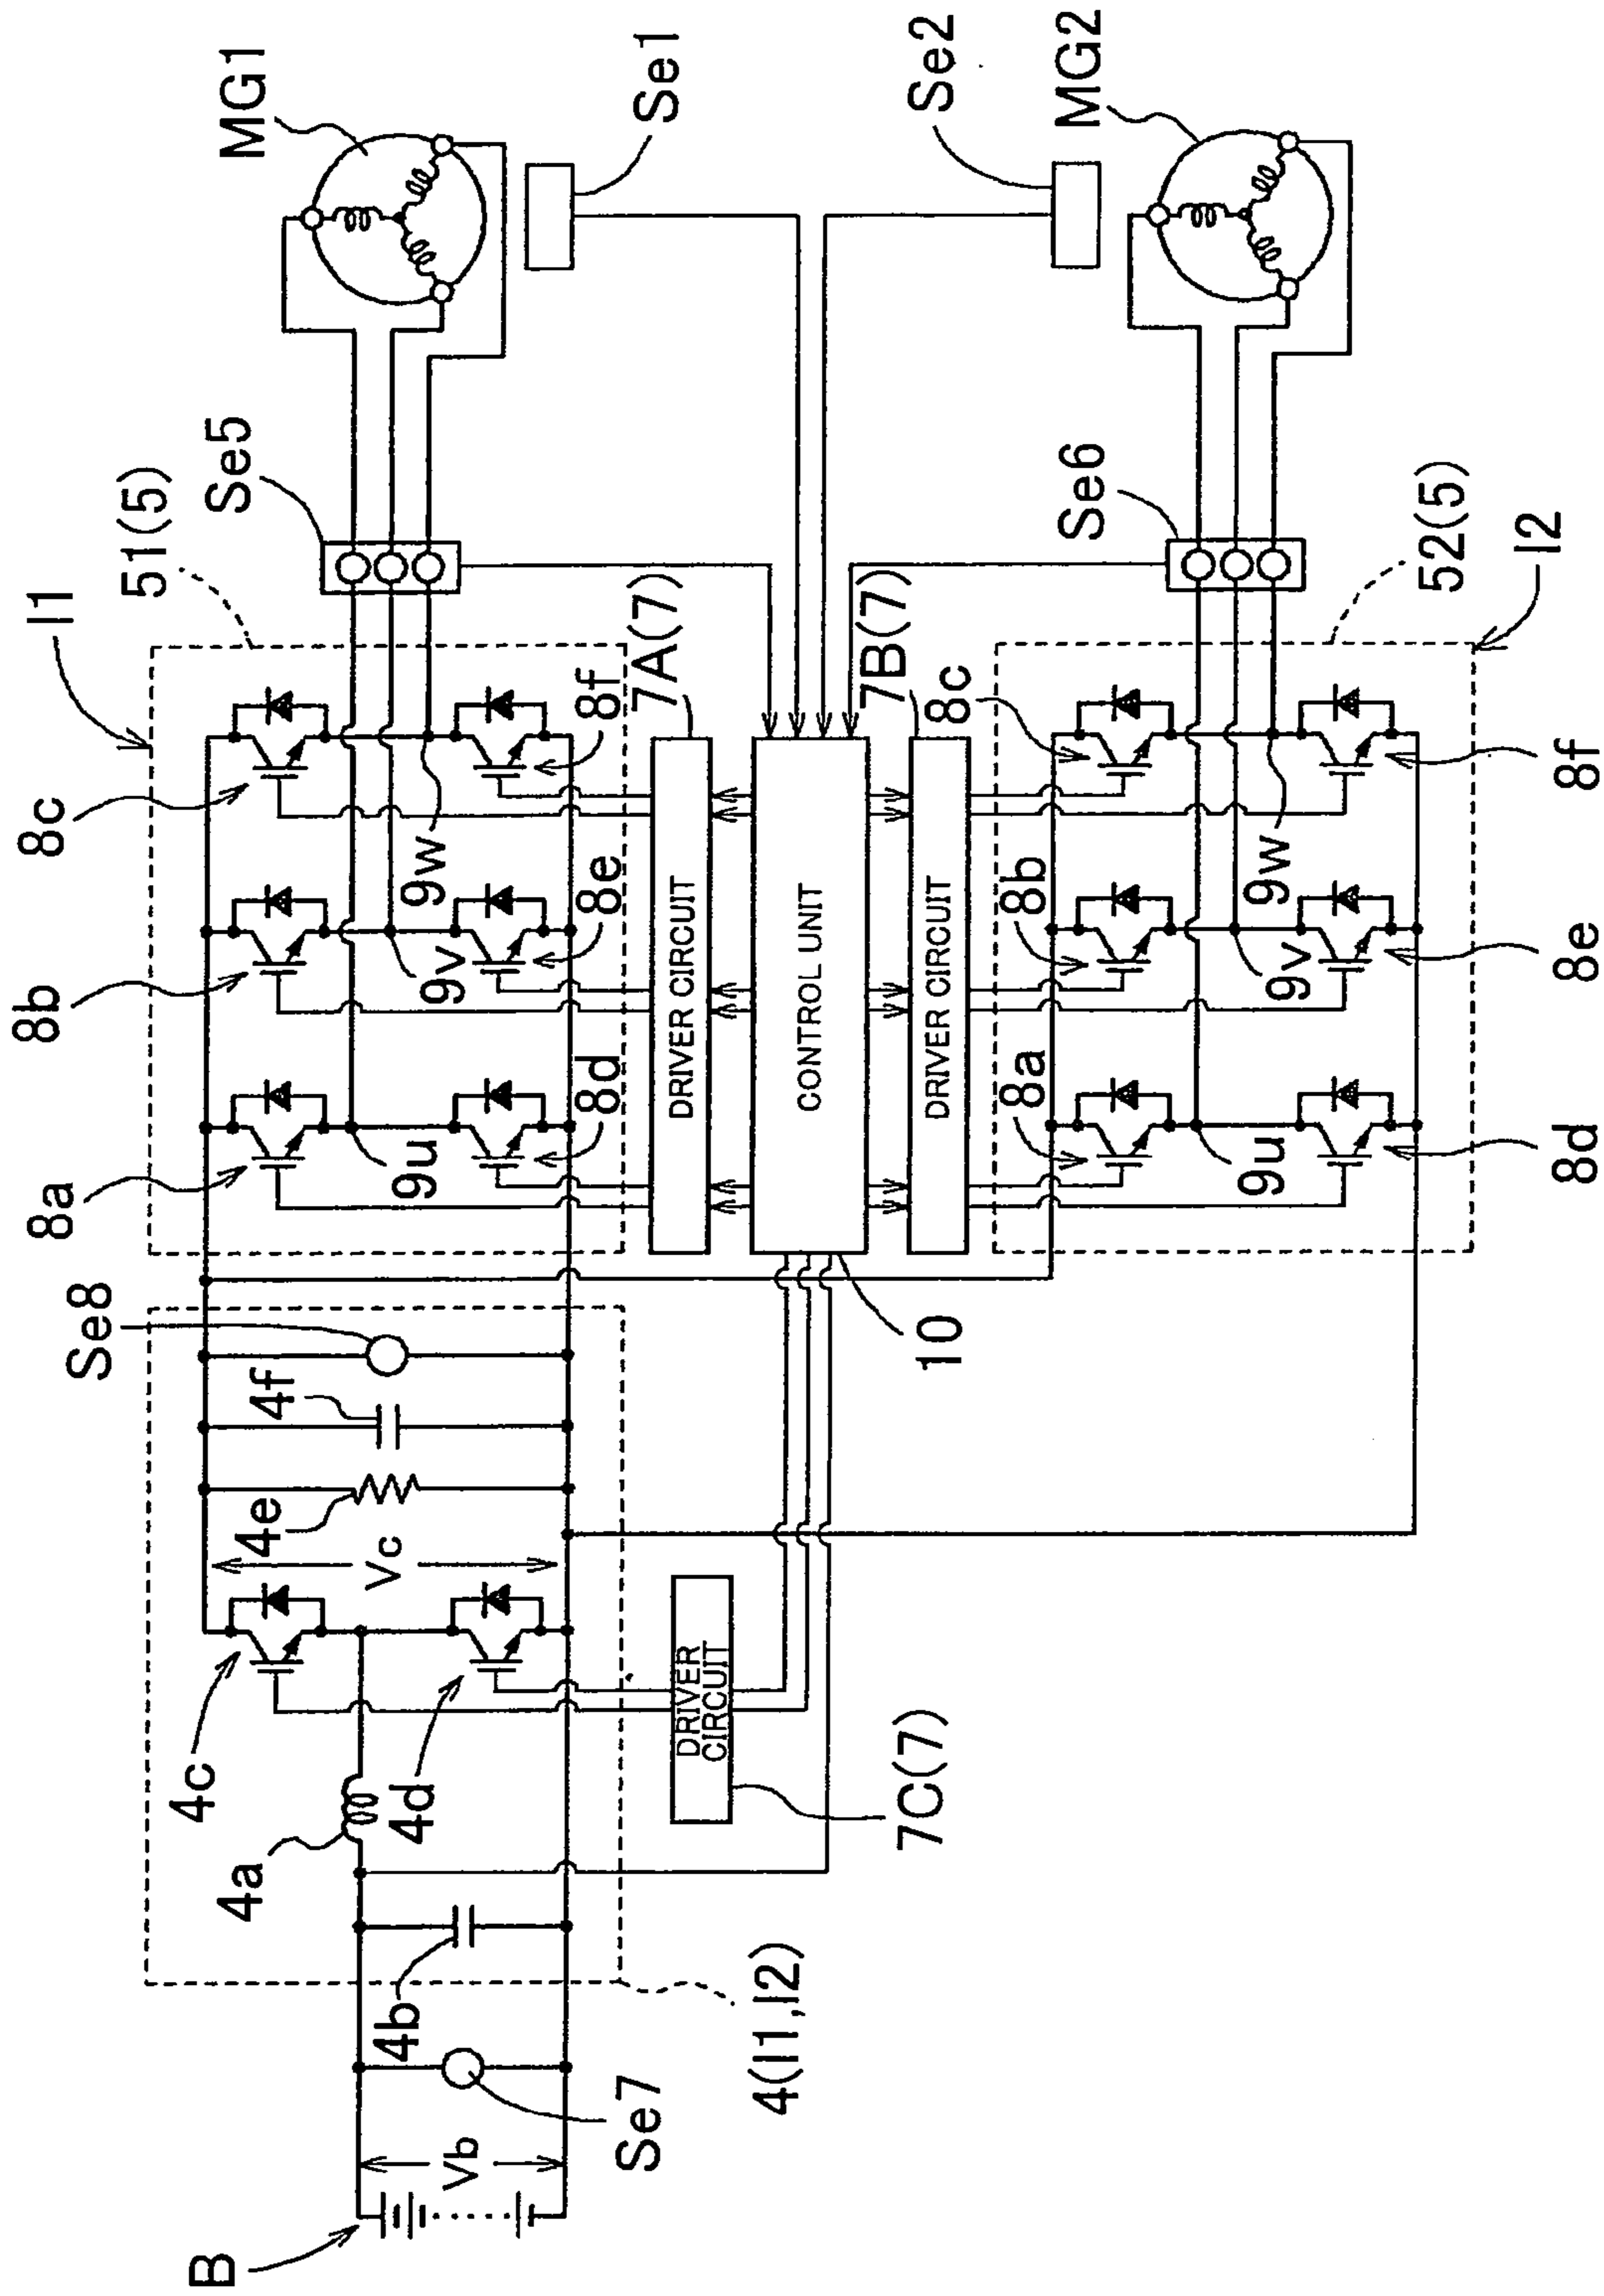 I1
51(5)
Se5
MG1
8c
8b
8a
Se8
4f
4e
Vc
4c
4a
4d
4b
B
Vb
Se7
4(I1,I2)
9u
9v
9w
8d
8e
8f
7A(7)
Se1
DRIVER CIRCUIT
CONTROL UNIT
DRIVER CIRCUIT
DRIVER
CIRCUIT
7C(7)
10
7B(7)
Se2
8a
8b
8c
Se6
MG2
9u
9v
9w
52(5)
I2
8d
8e
8f